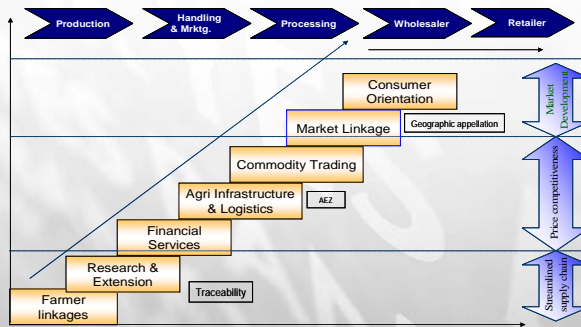 Production
Handling
& Mrktg.
Processing
Wholesaler
Retailer
Consumer
Orientation
Market Linkage
Geographic appellation
Commodity Trading
Agri Infrastructure
& Logistics
AEZ
Financial
Services
Research &
Extension
Traceability
Farmer
linkages
Market
Development
Price competitiveness
Streamlined
supply chain